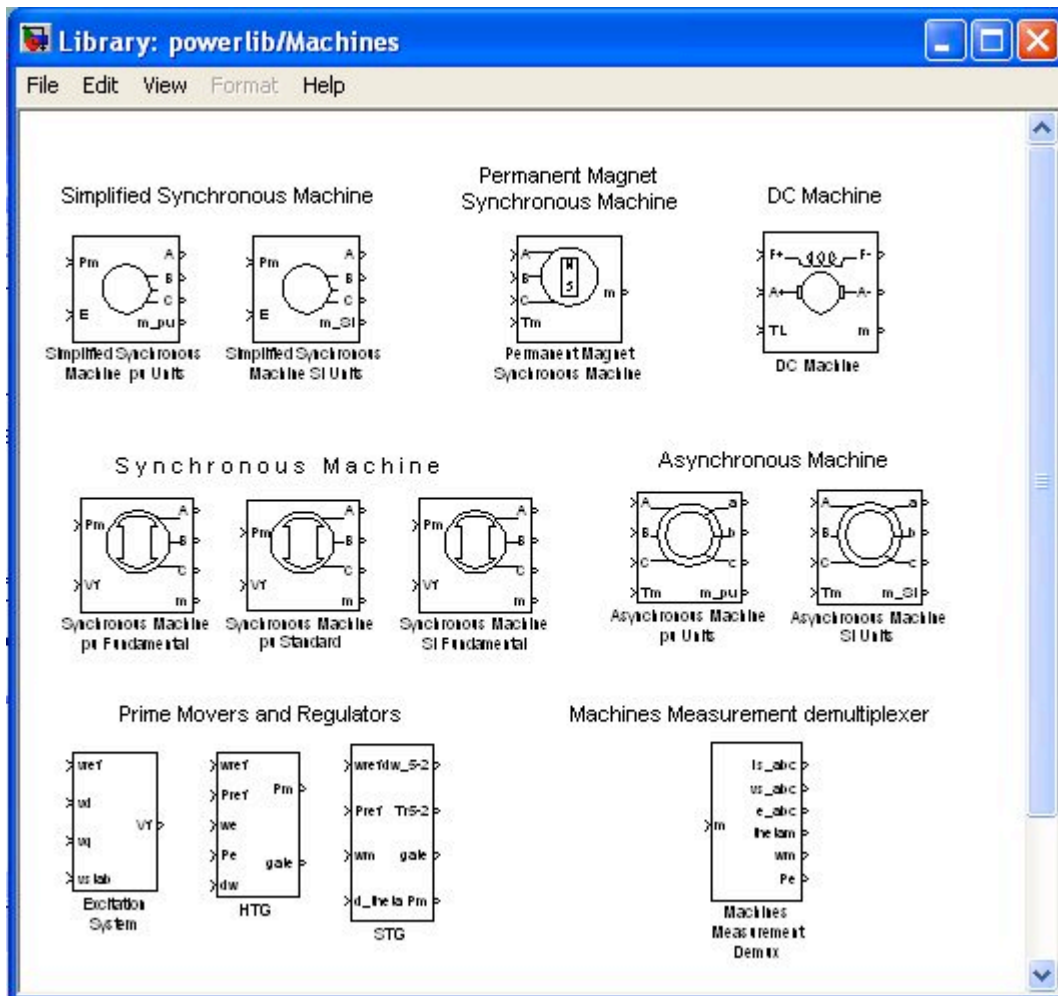 Library: powerlib/Machines
File Edit View Format Help
Simplified Synchronous Machine
Permanent Magnet
Synchronous Machine
DC Machine
Pm
E
A
B
C
m_pu
Simplified Synchronous
Machine pu Units
Pm
E
A
B
C
m_SI
Simplified Synchronous
Machine SI Units
A
B
C
Tm
N
S
m
Permanent Magnet
Synchronous Machine
F+
F-
A+
A-
TL
m
DC Machine
Synchronous Machine
Asynchronous Machine
Pm
Vf
A
B
C
m
Synchronous Machine
pu Fundamental
Pm
Vf
A
B
C
m
Synchronous Machine
pu Standard
Pm
Vf
A
B
C
m
Synchronous Machine
SI Fundamental
A
B
C
Tm
a
b
c
m_pu
Asynchronous Machine
pu Units
A
B
C
Tm
a
b
c
m_SI
Asynchronous Machine
SI Units
Prime Movers and Regulators
Machines Measurement demultiplexer
vref
vd
vq
vstab
Vf
Excitation
System
wref
Pref
we
Pe
dw
Pm
gate
HTG
wref
dw_5-2
Pref
Tr5-2
wm
gate
d_theta
Pm
STG
m
is_abc
vs_abc
e_abc
thetam
wm
Pe
Machines
Measurement
Demux